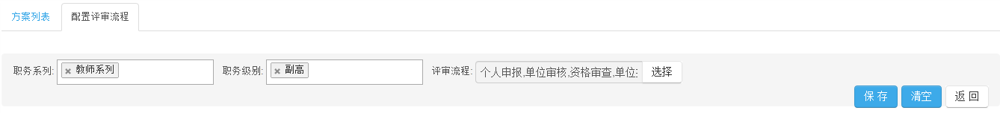 方案列表 配置评审流程
职务系列: × 教师系列 职务级别: × 副高 评审流程: 个人申报,单位审核,资格审查,单位 选择
保 存 清空 返 回